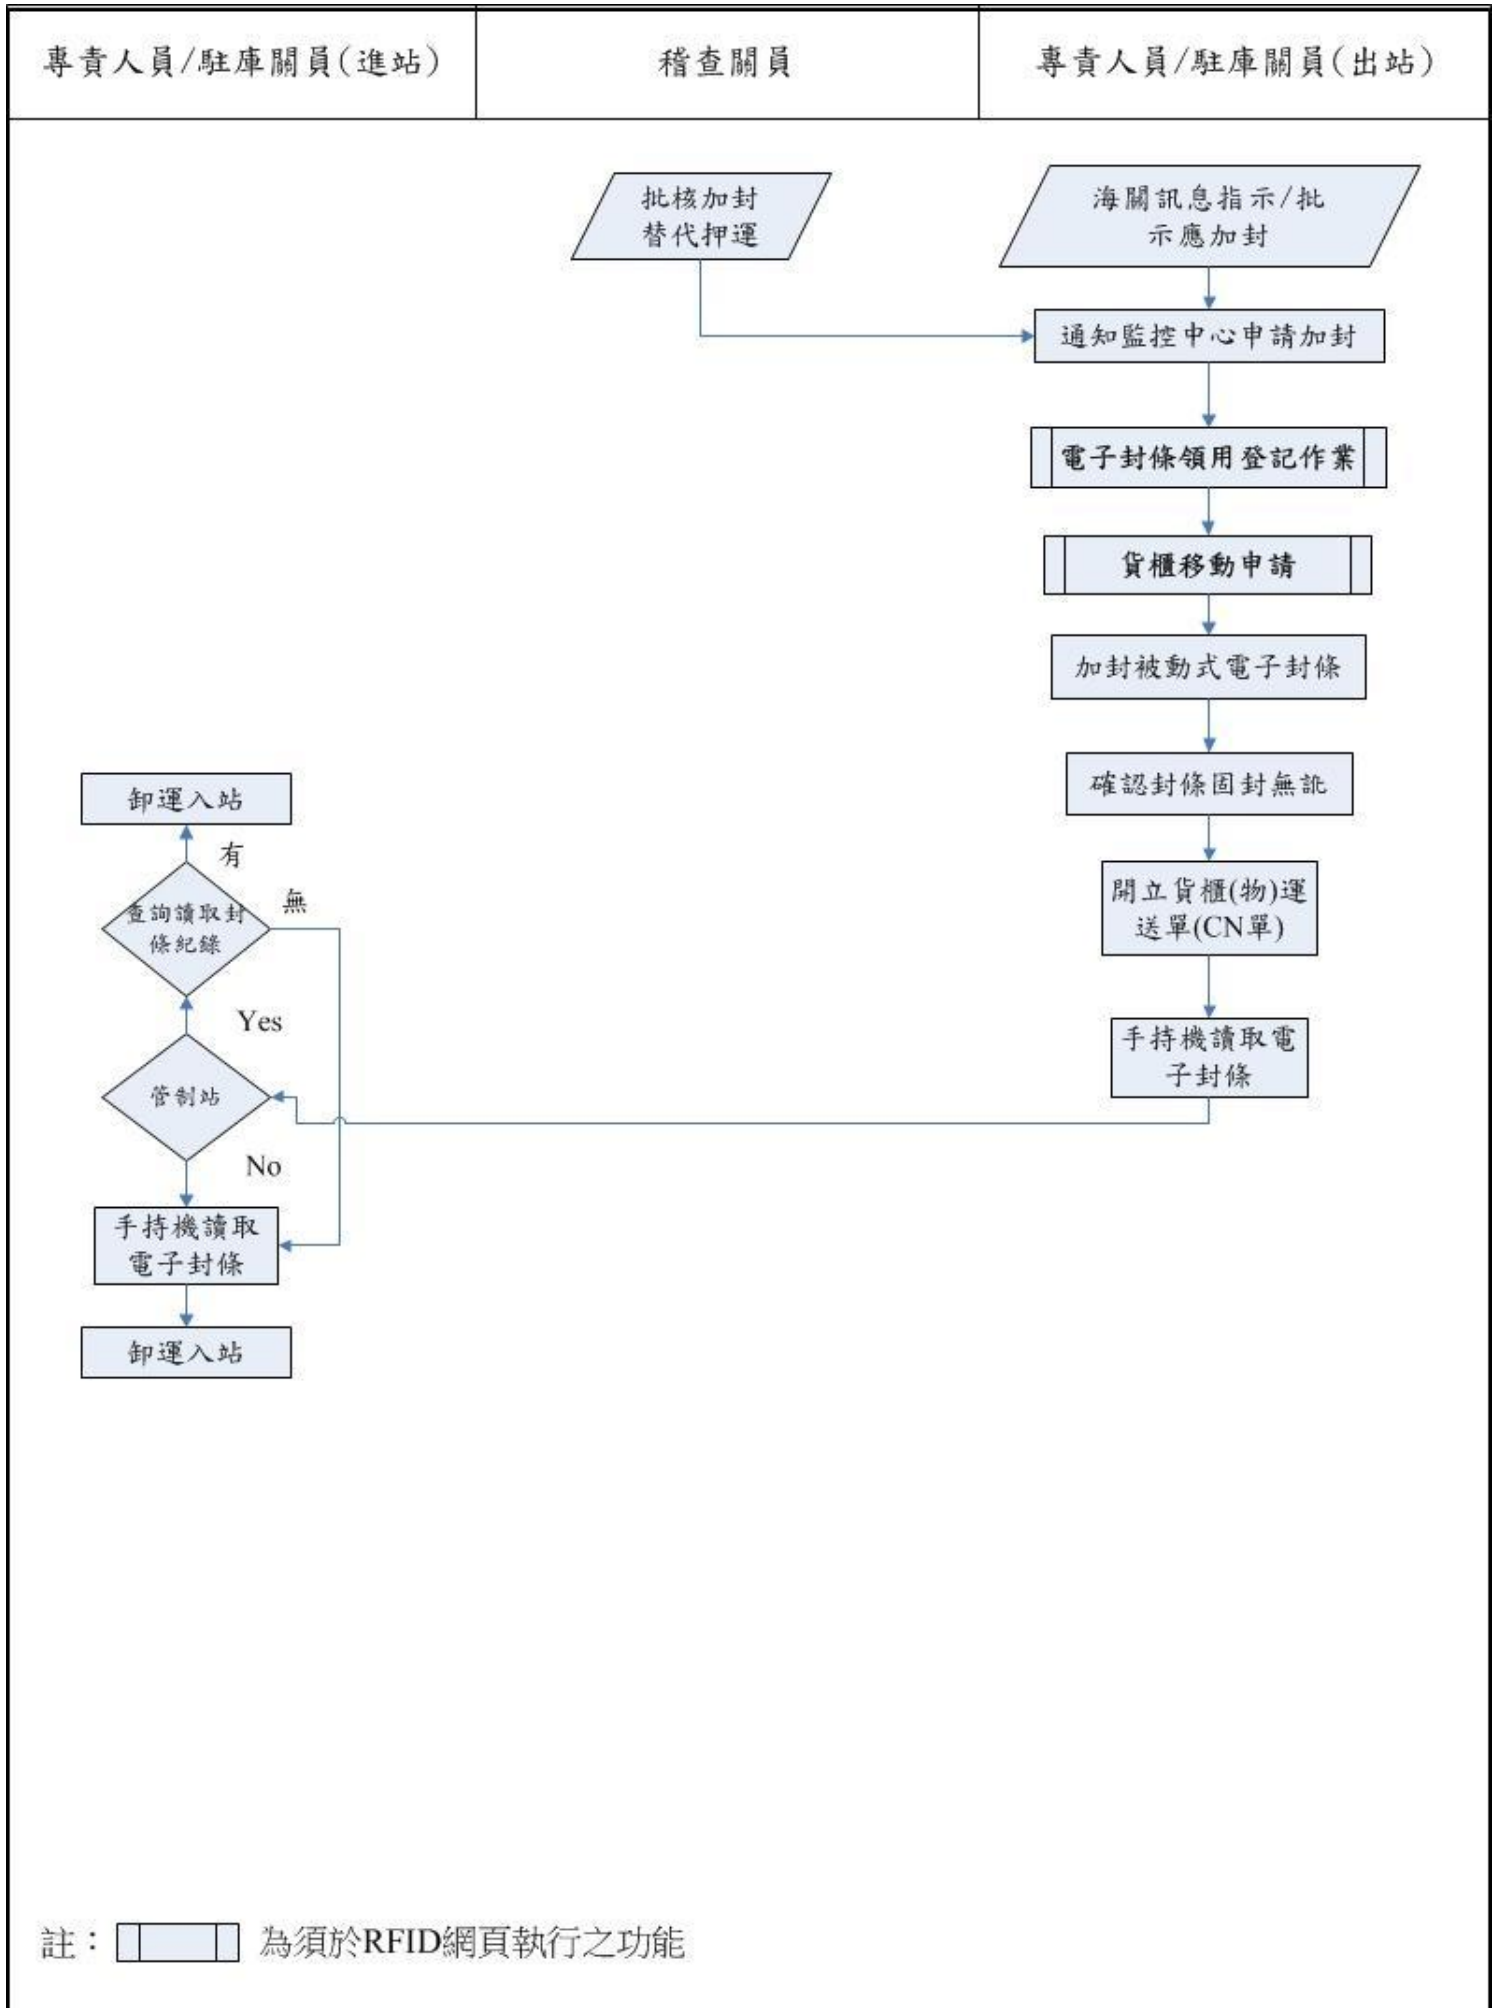 專責人員/駐庫關員(進站)
稽查關員
專責人員/駐庫關員(出站)
批核加封
替代押運
海關訊息指示/批
示應加封
通知監控中心申請加封
電子封條領用登記作業
貨櫃移動申請
加封被動式電子封條
確認封條固封無訛
開立貨櫃(物)運
送單(CN單)
手持機讀取電
子封條
卸運入站
有
查詢讀取封
條紀錄
無
Yes
管制站
No
手持機讀取
電子封條
卸運入站
註：
為須於RFID網頁執行之功能